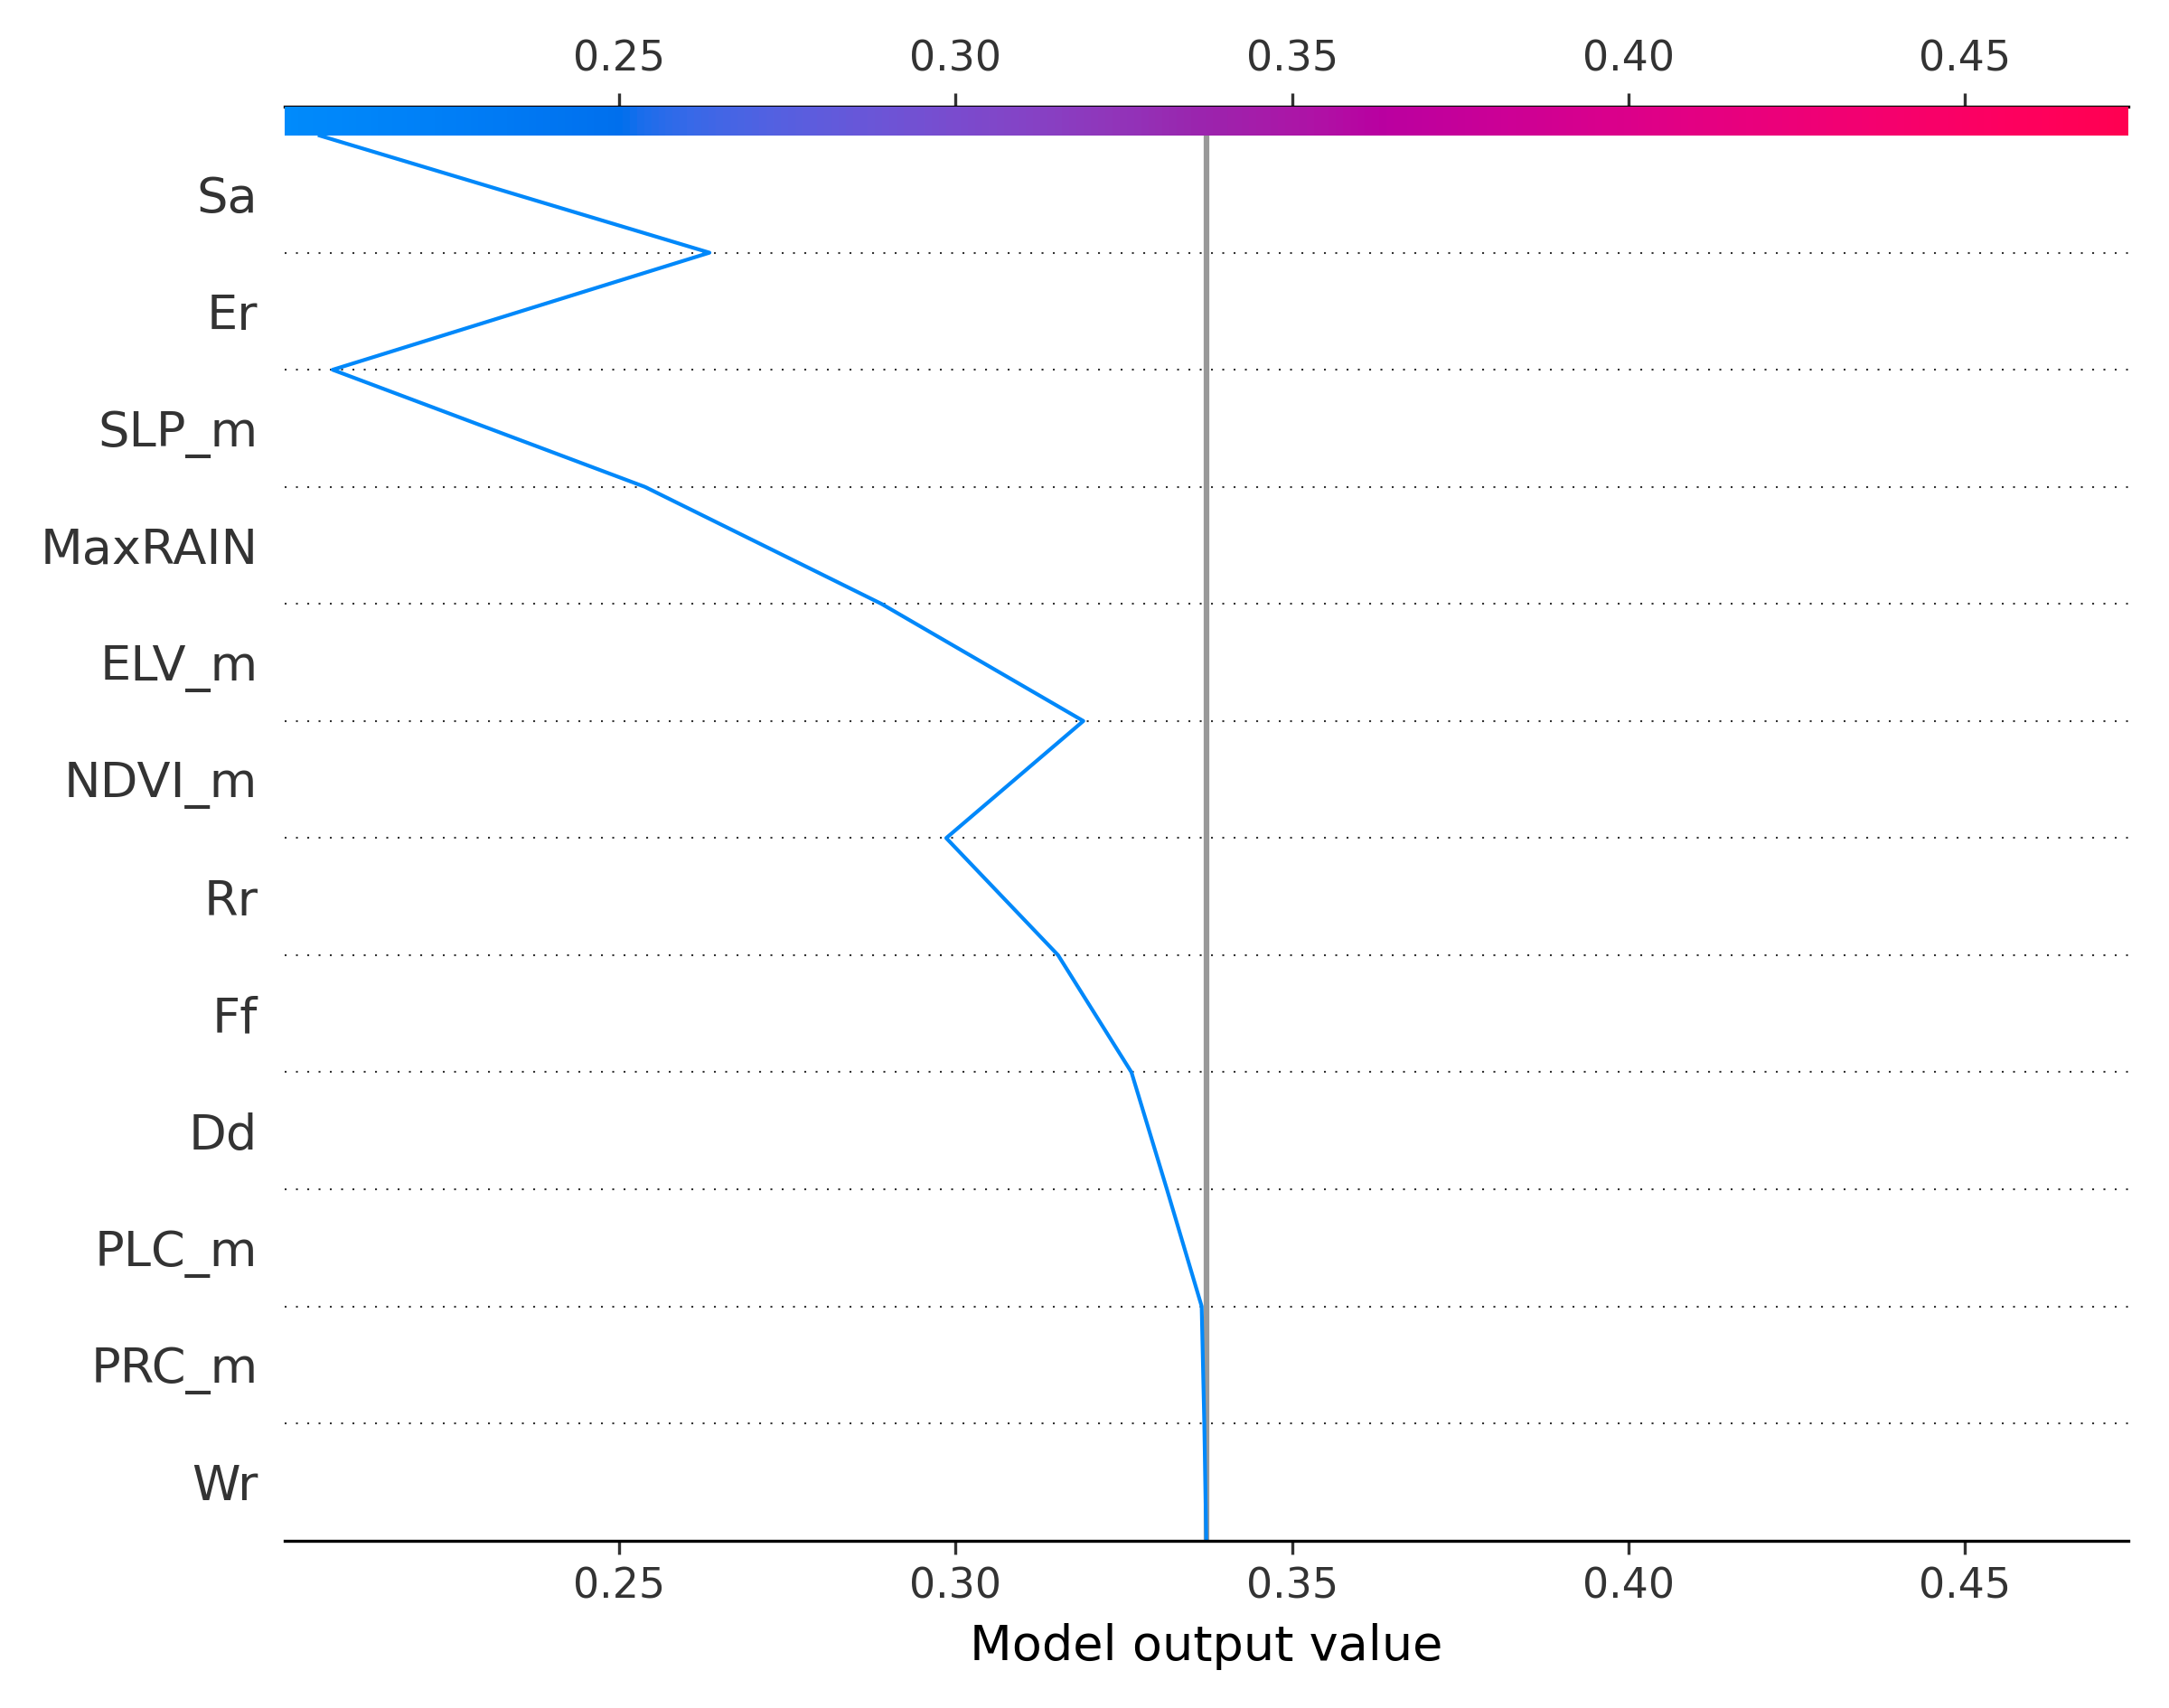 0.25 0.30 0.35 0.40 0.45
Sa
Er
SLP_m
MaxRAIN
ELV_m
NDVI_m
Rr
Ff
Dd
PLC_m
PRC_m
Wr
0.25 0.30 0.35 0.40 0.45
Model output value